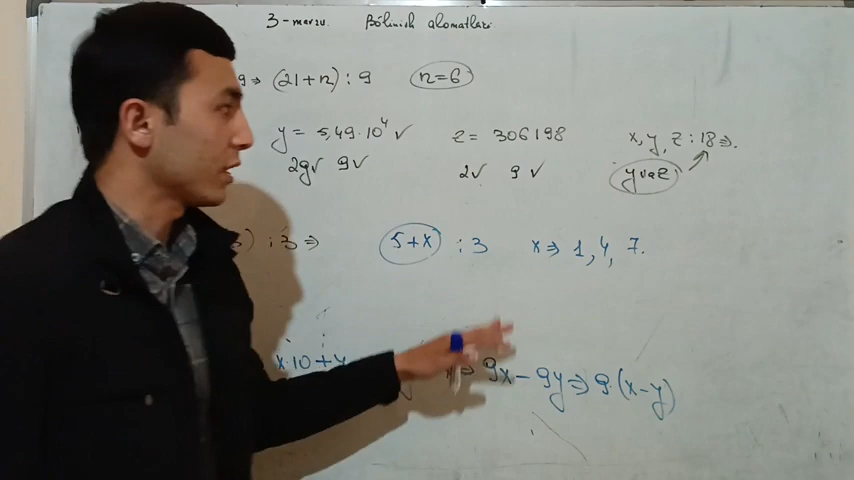 3-mavzu. Bo'linish alomatlari
9 ⇒ (21+n) : 9 n=6
y = 5,49·10⁴ ✓ z = 306198 x, y, z : 18 ⇒.
2 ✓ 9 ✓ 2 ✓ 9 ✓ y va z
) : 3 ⇒ 5+x : 3 x ⇒ 1, 4, 7.
x·10+y ⇒ 9x-9y ⇒ 9·(x-y)